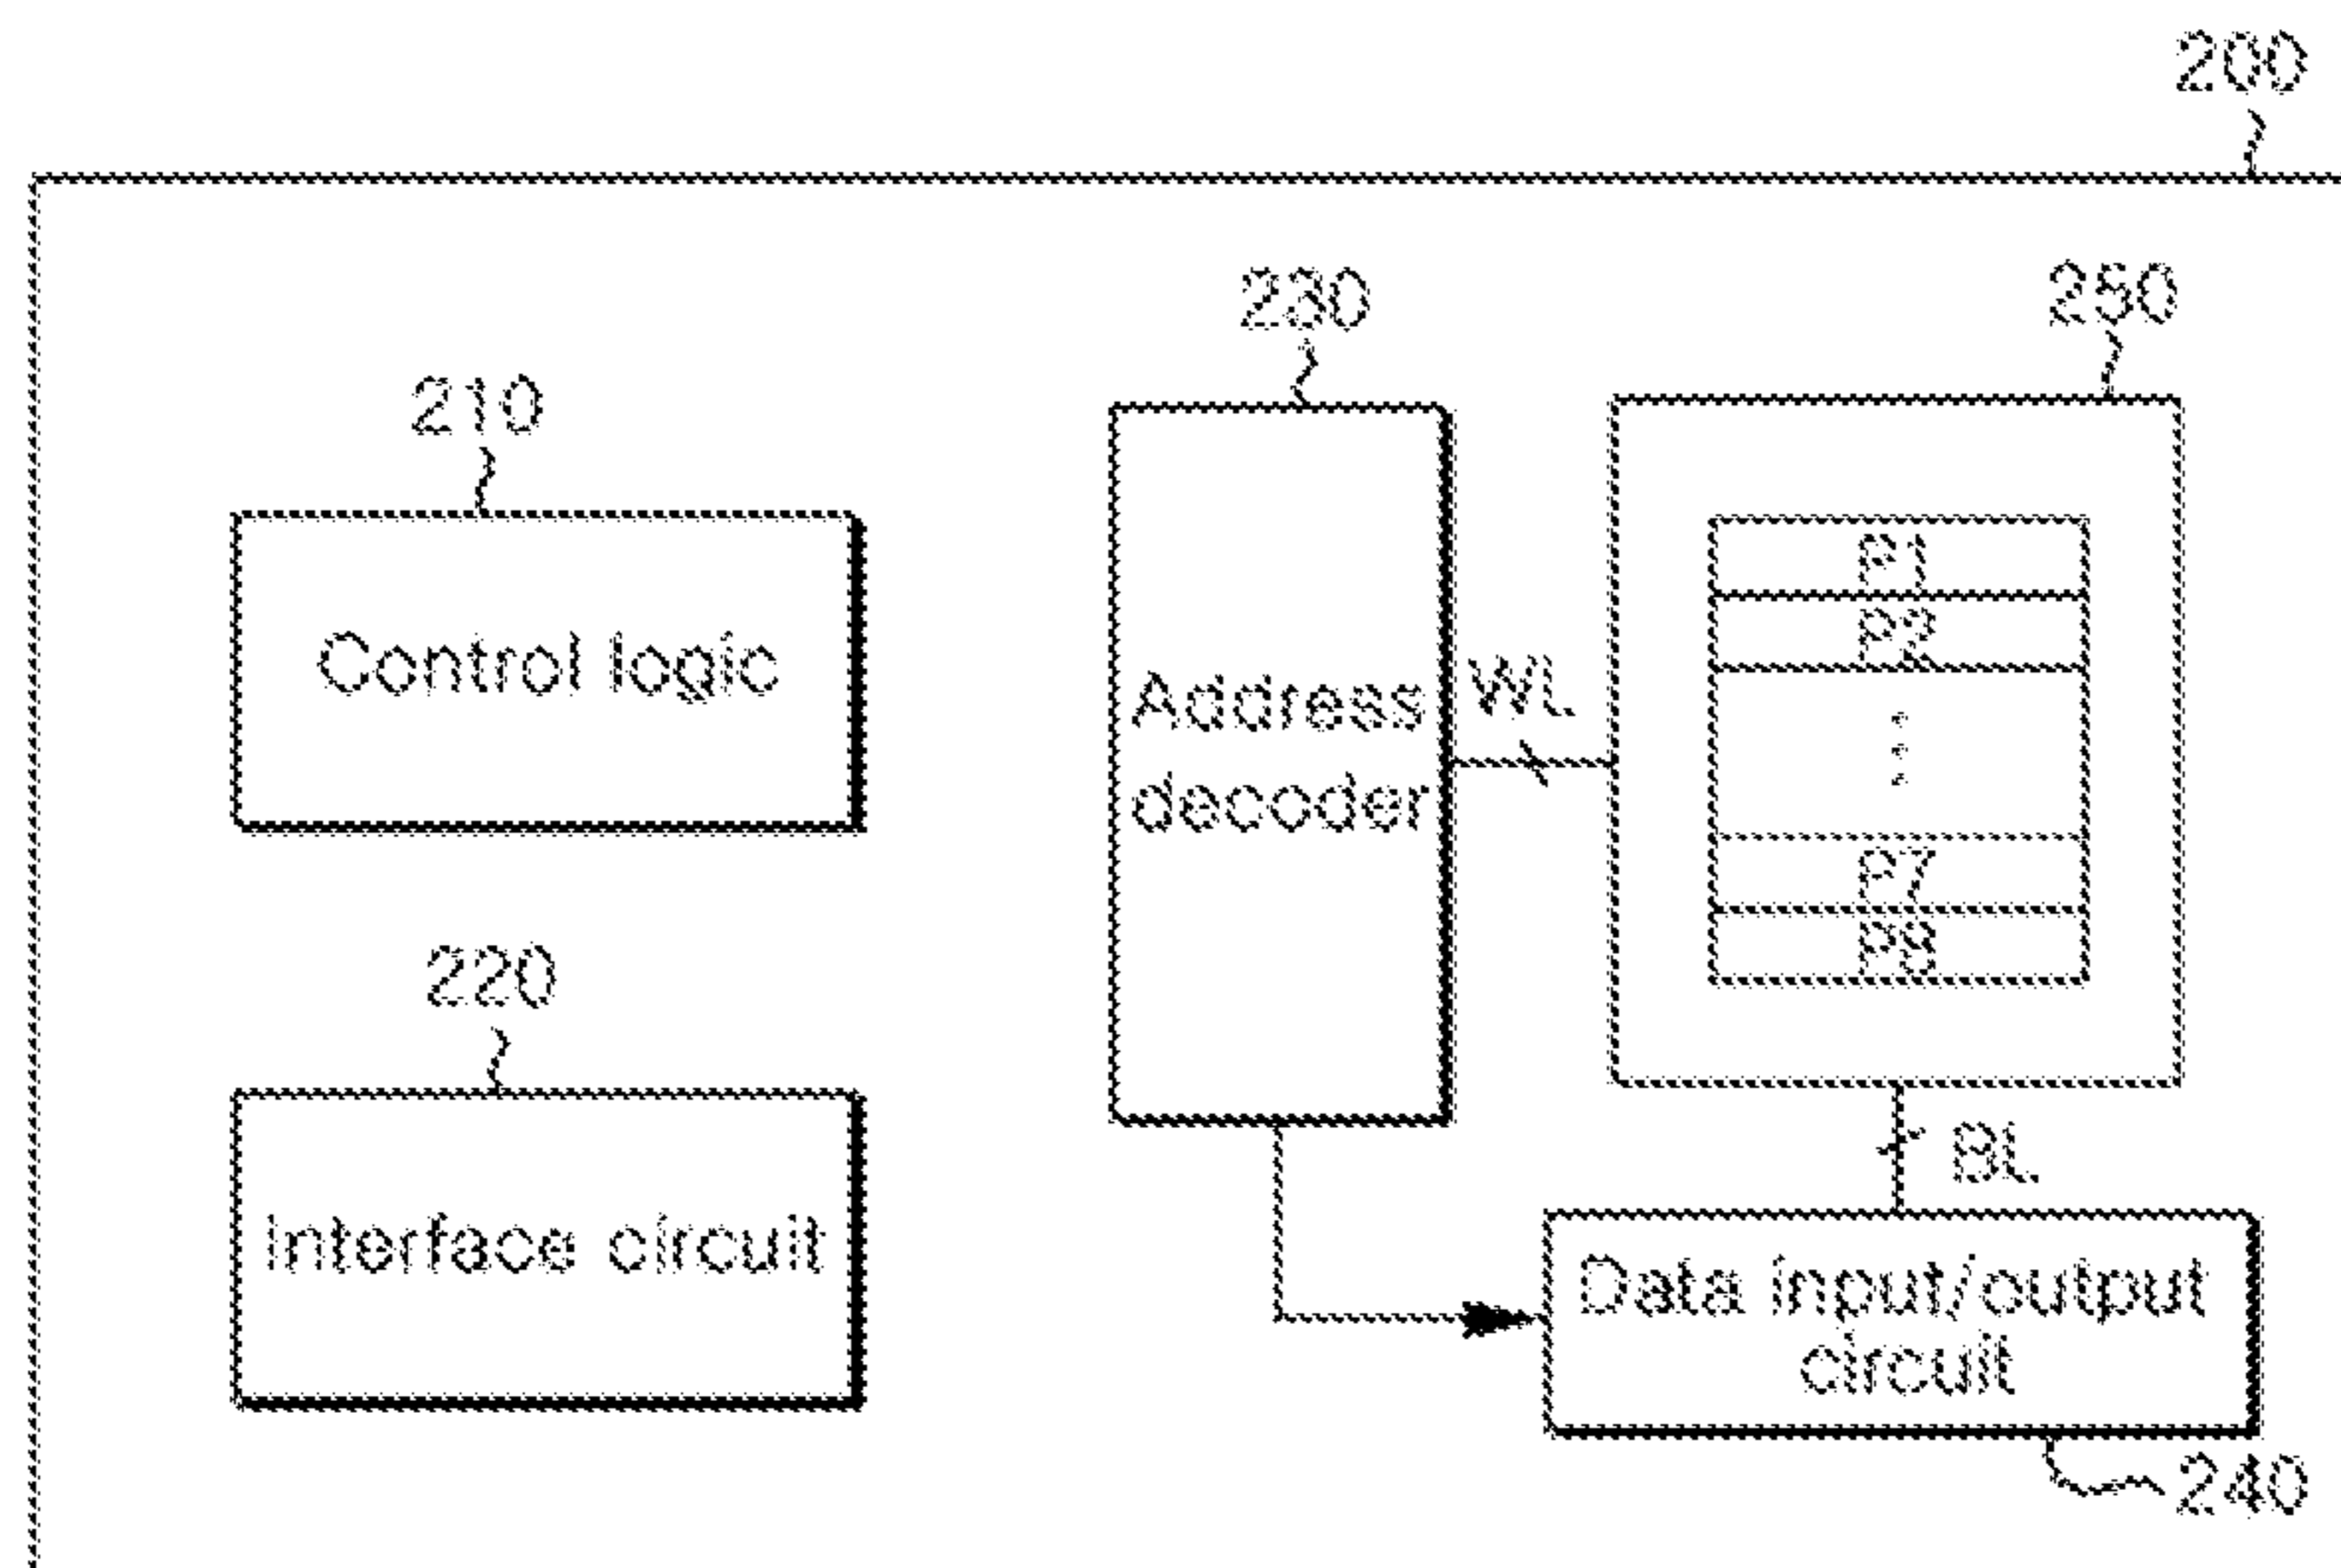 200
230
250
210
P1
P2
Control logic
Address
decoder
WL
P7
P8
220
BL
Interface circuit
Data input/output
circuit
240